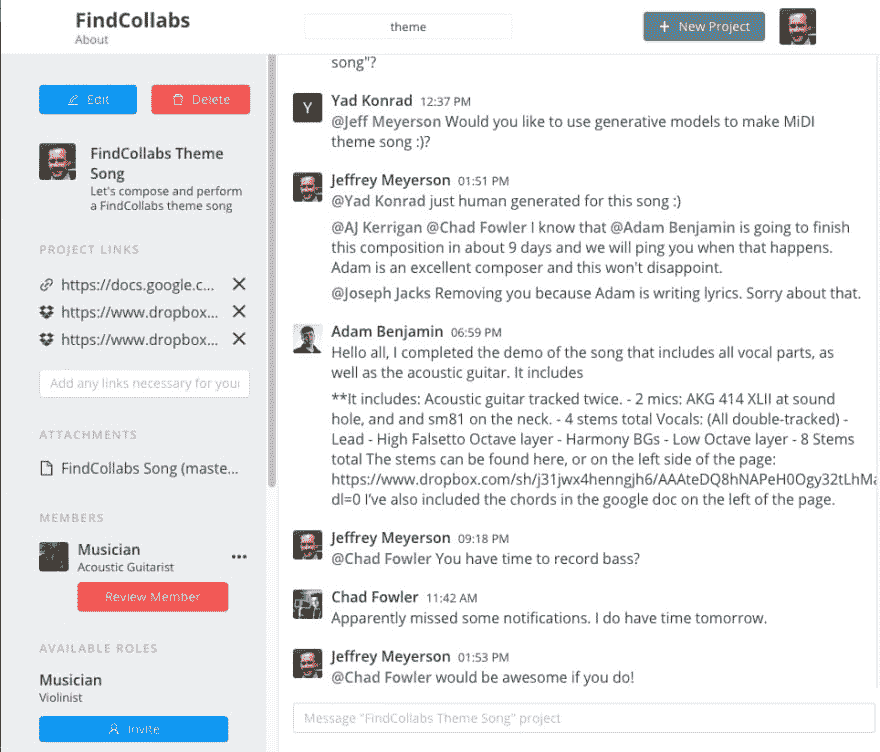 FindCollabs
About
theme
+ New Project
Edit
Delete
FindCollabs Theme
Song
Let's compose and perform
a FindCollabs theme song
PROJECT LINKS
https://docs.google.c...
https://www.dropbox...
https://www.dropbox...
Add any links necessary for your
ATTACHMENTS
FindCollabs Song (maste...
MEMBERS
Musician
Acoustic Guitarist
Review Member
AVAILABLE ROLES
Musician
Violinist
Invite
song"?
Y
Yad Konrad 12:37 PM
@Jeff Meyerson Would you like to use generative models to make MiDI
theme song :)?
Jeffrey Meyerson 01:51 PM
@Yad Konrad just human generated for this song :)
@AJ Kerrigan @Chad Fowler I know that @Adam Benjamin is going to finish
this composition in about 9 days and we will ping you when that happens.
Adam is an excellent composer and this won't disappoint.
@Joseph Jacks Removing you because Adam is writing lyrics. Sorry about that.
Adam Benjamin 06:59 PM
Hello all, I completed the demo of the song that includes all vocal parts, as
well as the acoustic guitar. It includes
**It includes: Acoustic guitar tracked twice. - 2 mics: AKG 414 XLII at sound
hole, and and sm81 on the neck. - 4 stems total Vocals: (All double-tracked) -
Lead - High Falsetto Octave layer - Harmony BGs - Low Octave layer - 8 Stems
total The stems can be found here, or on the left side of the page:
https://www.dropbox.com/sh/j31jwx4henngjh6/AAAteDQ8hNAPeH0Ogy32tLhMa
dl=0 I've also included the chords in the google doc on the left of the page.
Jeffrey Meyerson 09:18 PM
@Chad Fowler You have time to record bass?
Chad Fowler 11:42 AM
Apparently missed some notifications. I do have time tomorrow.
Jeffrey Meyerson 01:53 PM
@Chad Fowler would be awesome if you do!
Message "FindCollabs Theme Song" project